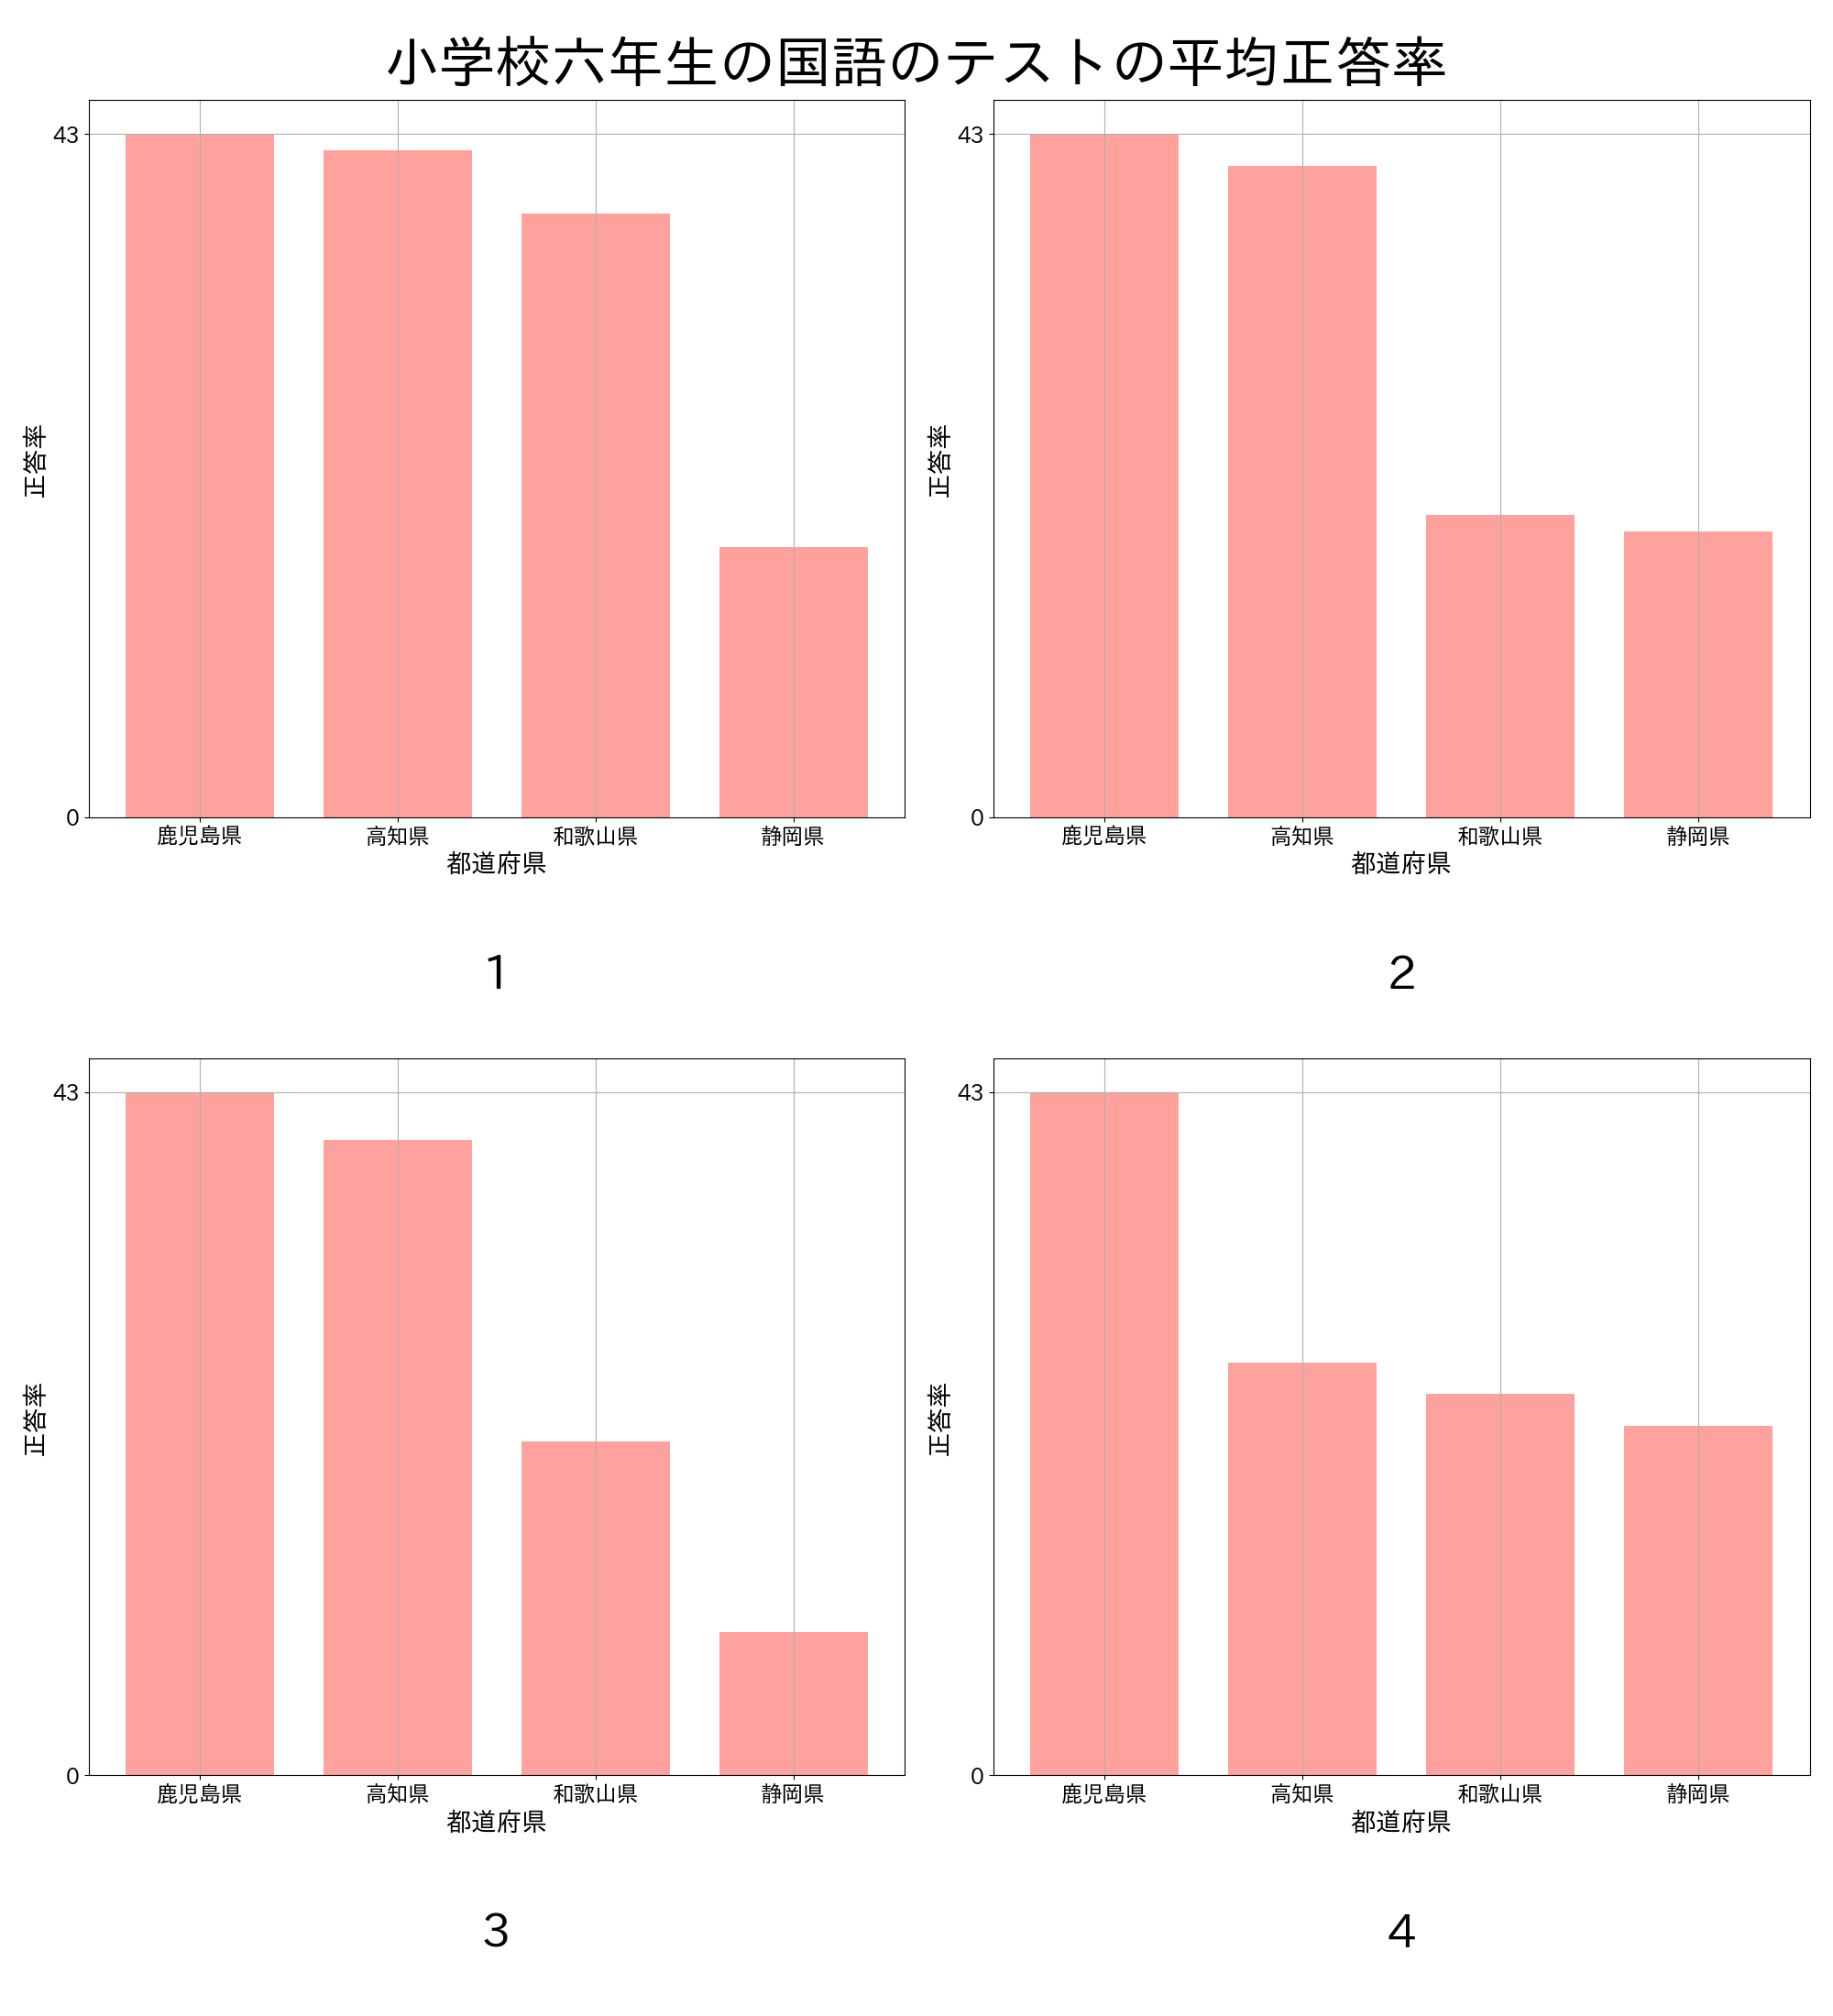 小学校六年生の国語のテストの平均正答率
43
0
正答率
鹿児島県 高知県 和歌山県 静岡県
都道府県
1
43
0
正答率
鹿児島県 高知県 和歌山県 静岡県
都道府県
2
43
0
正答率
鹿児島県 高知県 和歌山県 静岡県
都道府県
3
43
0
正答率
鹿児島県 高知県 和歌山県 静岡県
都道府県
4